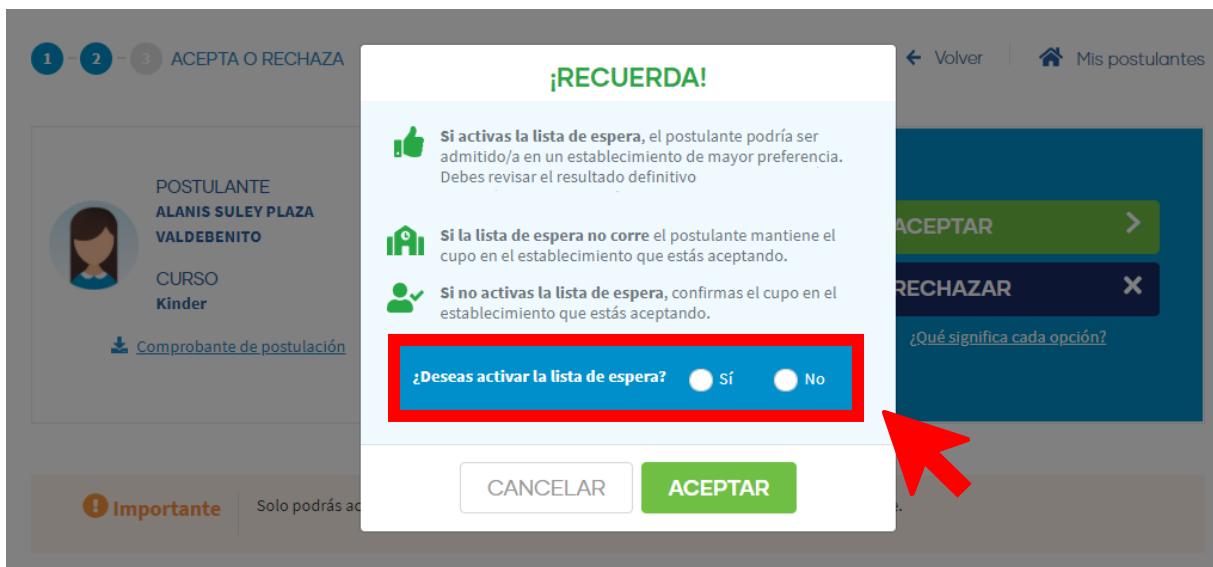 1 - 2 - 3 ACEPTA O RECHAZA
Volver
Mis postulantes
POSTULANTE
ALANIS SULEY PLAZA
VALDEBENITO
CURSO
Kinder
Comprobante de postulación
¡RECUERDA!
Si activas la lista de espera, el postulante podría ser
admitido/a en un establecimiento de mayor preferencia.
Debes revisar el resultado definitivo
Si la lista de espera no corre el postulante mantiene el
cupo en el establecimiento que estás aceptando.
Si no activas la lista de espera, confirmas el cupo en el
establecimiento que estás aceptando.
¿Deseas activar la lista de espera? Sí No
CANCELAR ACEPTAR
ACEPTAR
RECHAZAR
¿Qué significa cada opción?
Importante
Solo podrás